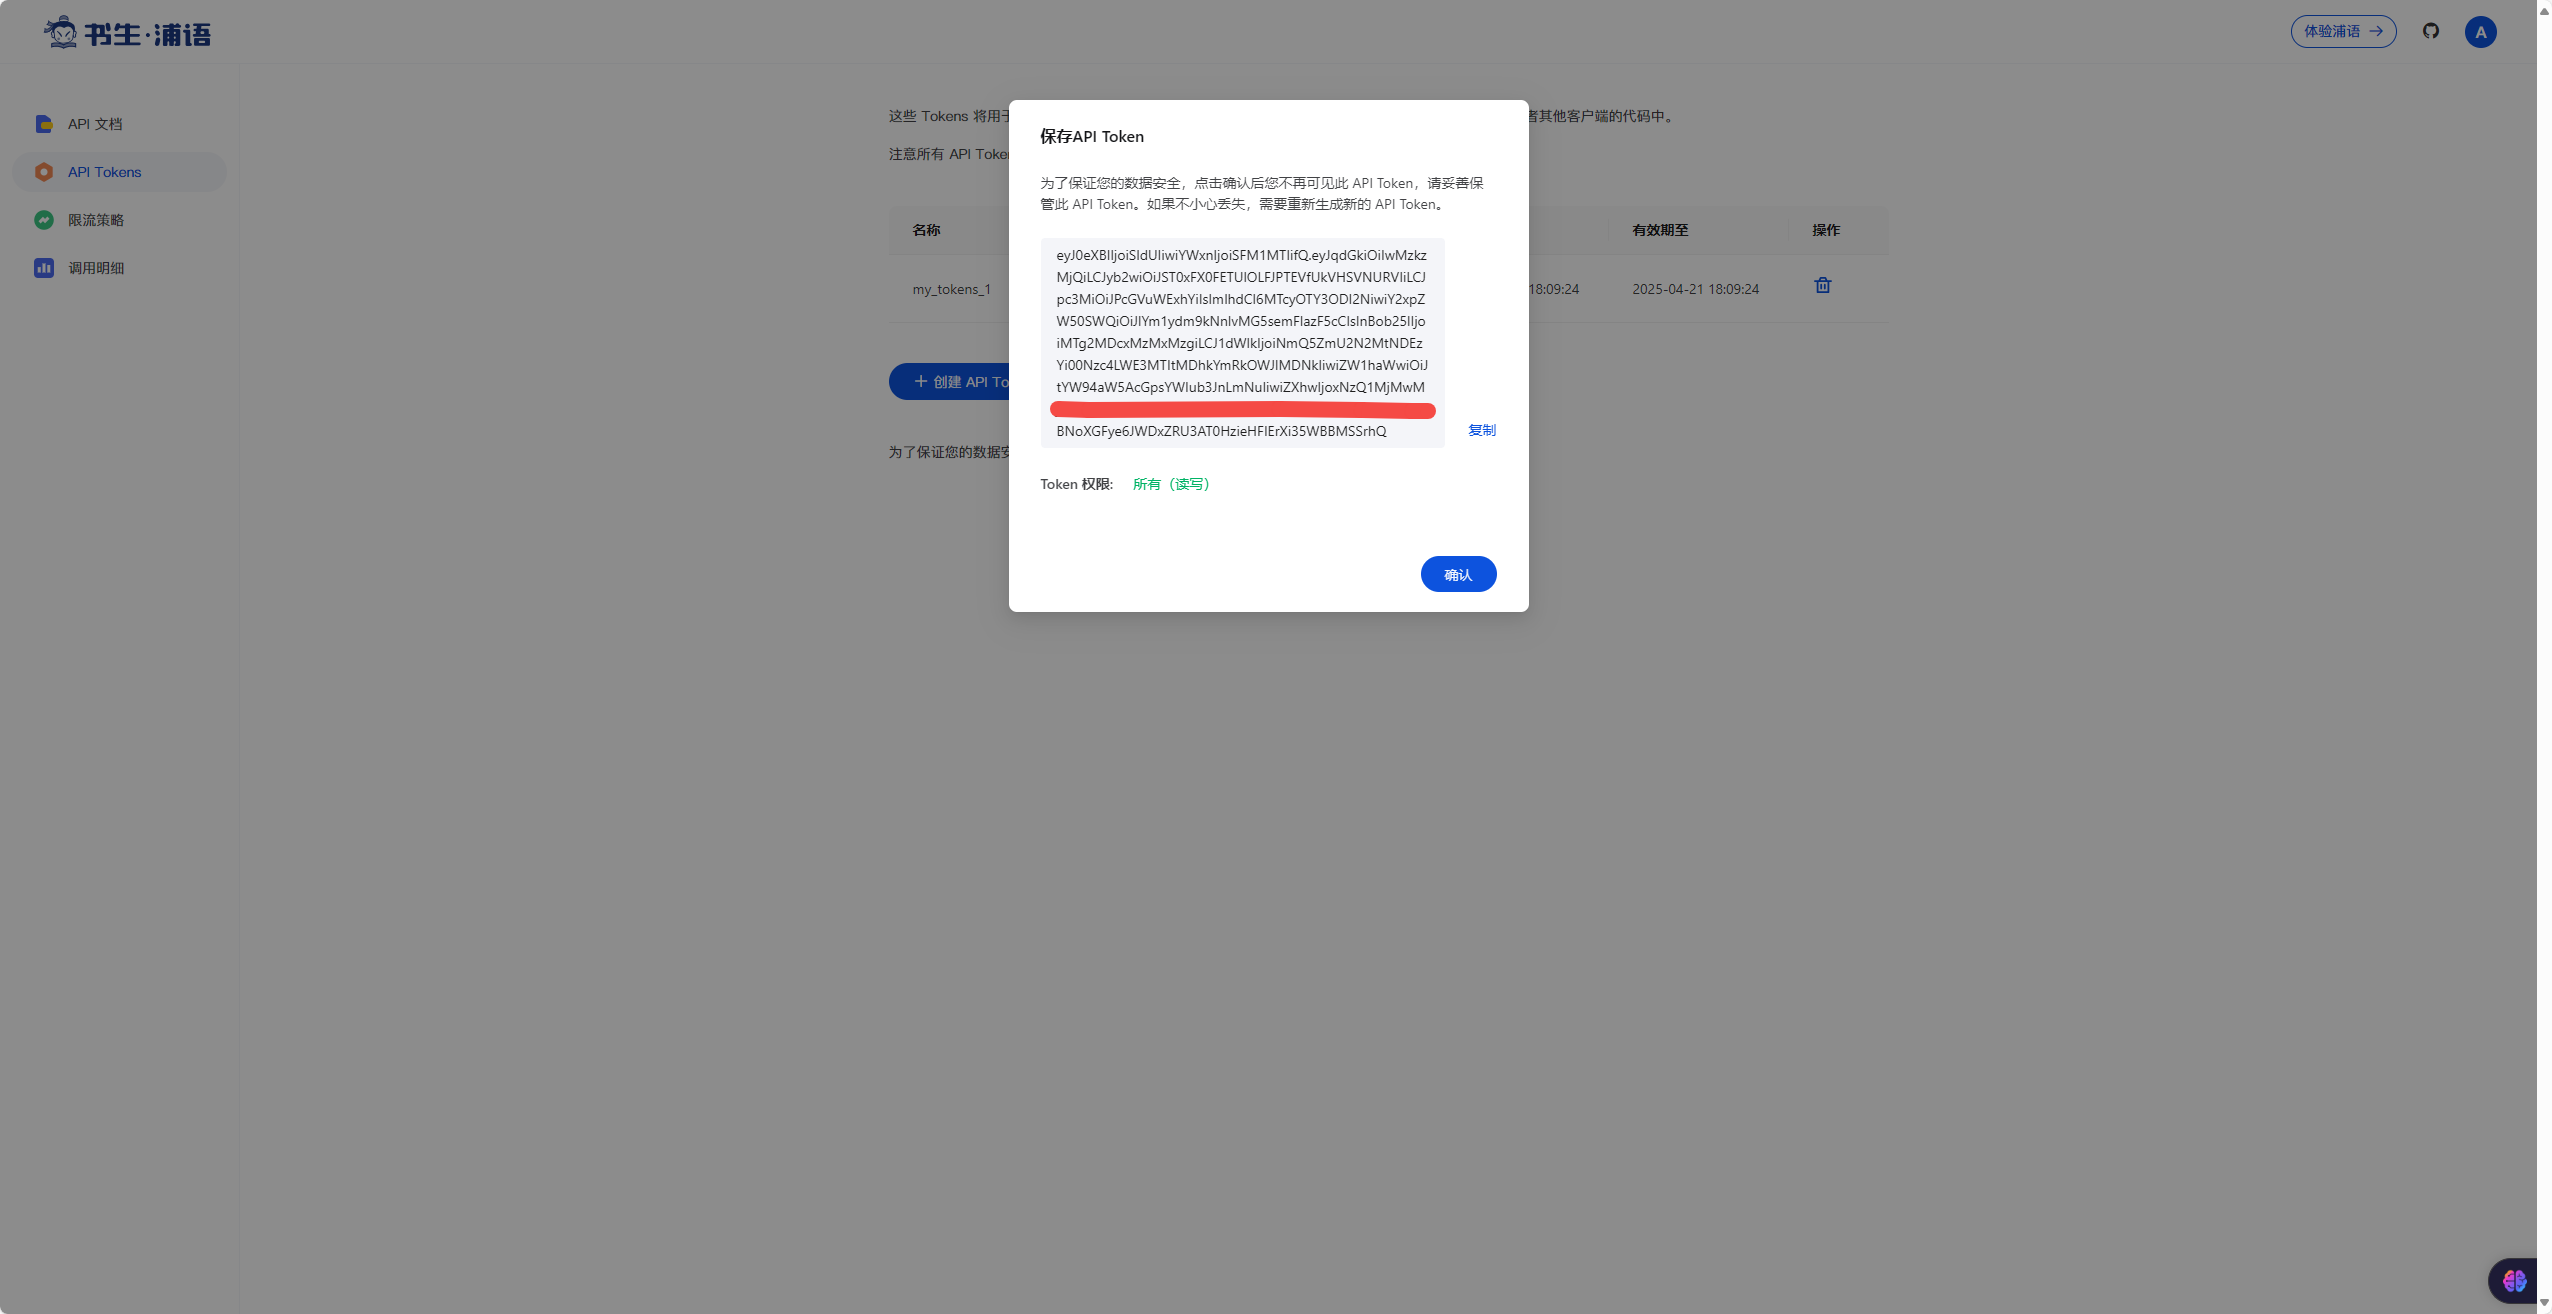 书生·浦语
体验浦语
A
API 文档
API Tokens
限流策略
调用明细
这些 Tokens 将用于
者其他客户端的代码中。
注意所有 API Token
名称
有效期至
操作
my_tokens_1
18:09:24
2025-04-21 18:09:24
创建 API To
为了保证您的数据安
保存API Token
为了保证您的数据安全，点击确认后您不再可见此 API Token，请妥善保
管此 API Token。如果不小心丢失，需要重新生成新的 API Token。
eyJ0eXBlIjoiSldUIiwiYWxnIjoiSFM1MTIifQ.eyJqdGkiOiIwMzkz
MjQiLCJyb2wiOiJST0xFX0FETUlOLFJPTEVfUkVHSVNURVIiLCJ
pc3MiOiJPcGVuWExhYiIsImlhdCI6MTcyOTY3ODI2NiwiY2xpZ
W50SWQiOiJlYm1ydm9kNnlvMG5semFlazF5cCIsInBob25lIjo
iMTg2MDcxMzMxMzgiLCJ1dWlkIjoiNmQ5ZmU2N2MtNDEz
Yi00Nzc4LWE3MTItMDhkYmRkOWJlMDNkIiwiZW1haWwiOiJ
tYW94aW5AcGpsYWIub3JnLmNuIiwiZXhwIjoxNzQ1MjMwM
BNoXGFye6JWDxZRU3AT0HzieHFIErXi35WBBMSSrhQ
复制
Token 权限:
所有（读写）
确认